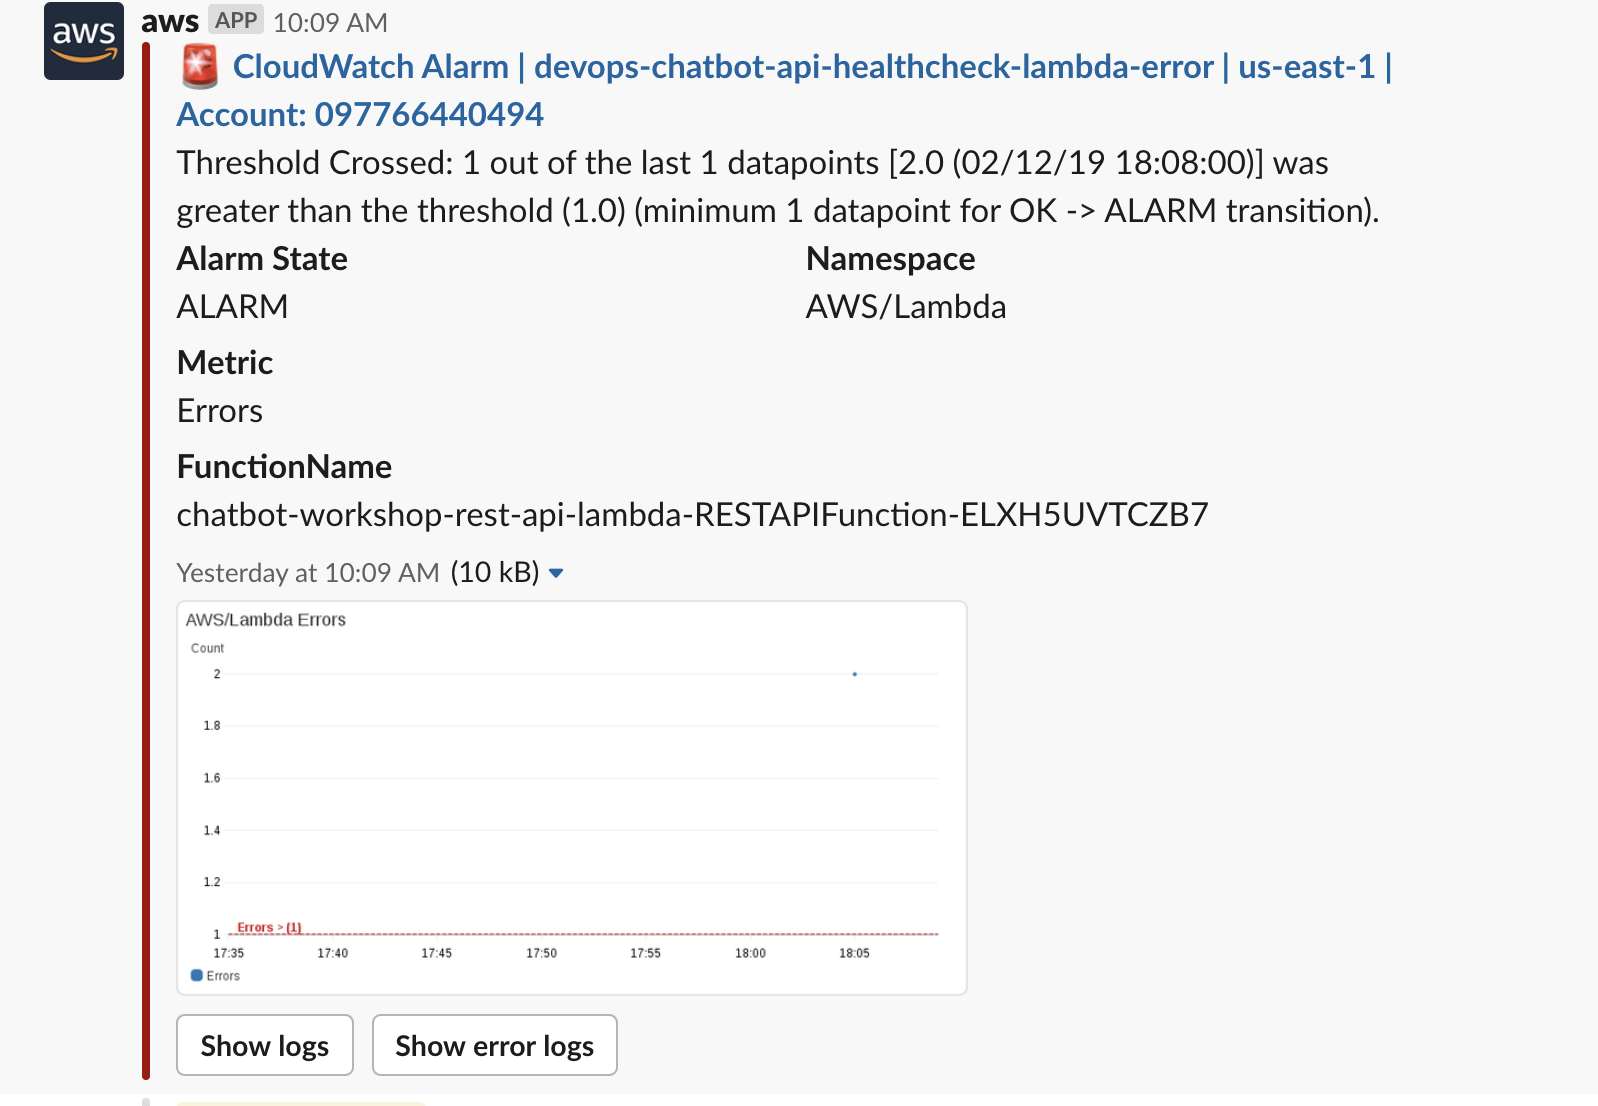 aws
aws APP 10:09 AM
CloudWatch Alarm | devops-chatbot-api-healthcheck-lambda-error | us-east-1 |
Account: 097766440494
Threshold Crossed: 1 out of the last 1 datapoints [2.0 (02/12/19 18:08:00)] was
greater than the threshold (1.0) (minimum 1 datapoint for OK -> ALARM transition).
Alarm State
ALARM
Namespace
AWS/Lambda
Metric
Errors
FunctionName
chatbot-workshop-rest-api-lambda-RESTAPIFunction-ELXH5UVTCZB7
Yesterday at 10:09 AM (10 kB)
AWS/Lambda Errors
Count
2
1.8
1.6
1.4
1.2
1
Errors > (1)
17:35 17:40 17:45 17:50 17:55 18:00 18:05
Errors
Show logs
Show error logs